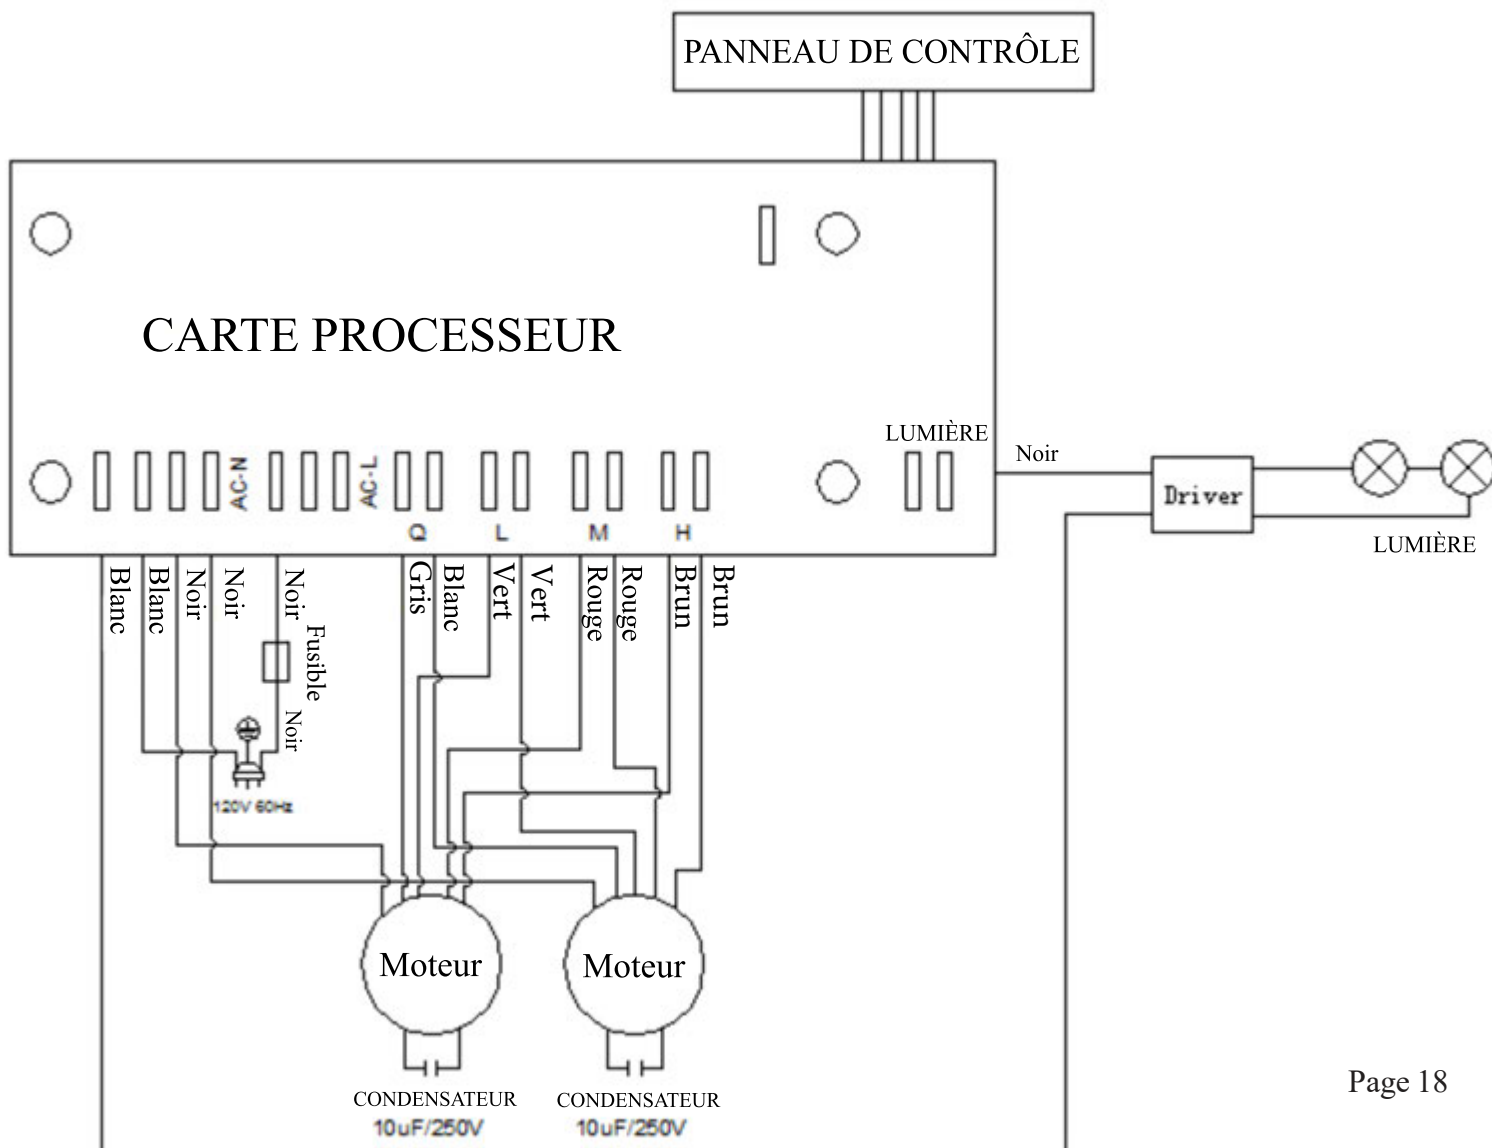 PANNEAU DE CONTRÔLE
CARTE PROCESSEUR
LUMIÈRE
Noir
Driver
LUMIÈRE
AC-N
AC-L
Q
L
M
H
Blanc
Blanc
Noir
Noir
Noir
Gris
Blanc
Vert
Vert
Rouge
Rouge
Brun
Brun
Fusible
Noir
120V 60Hz
Moteur
Moteur
CONDENSATEUR
10uF/250V
CONDENSATEUR
10uF/250V
Page 18